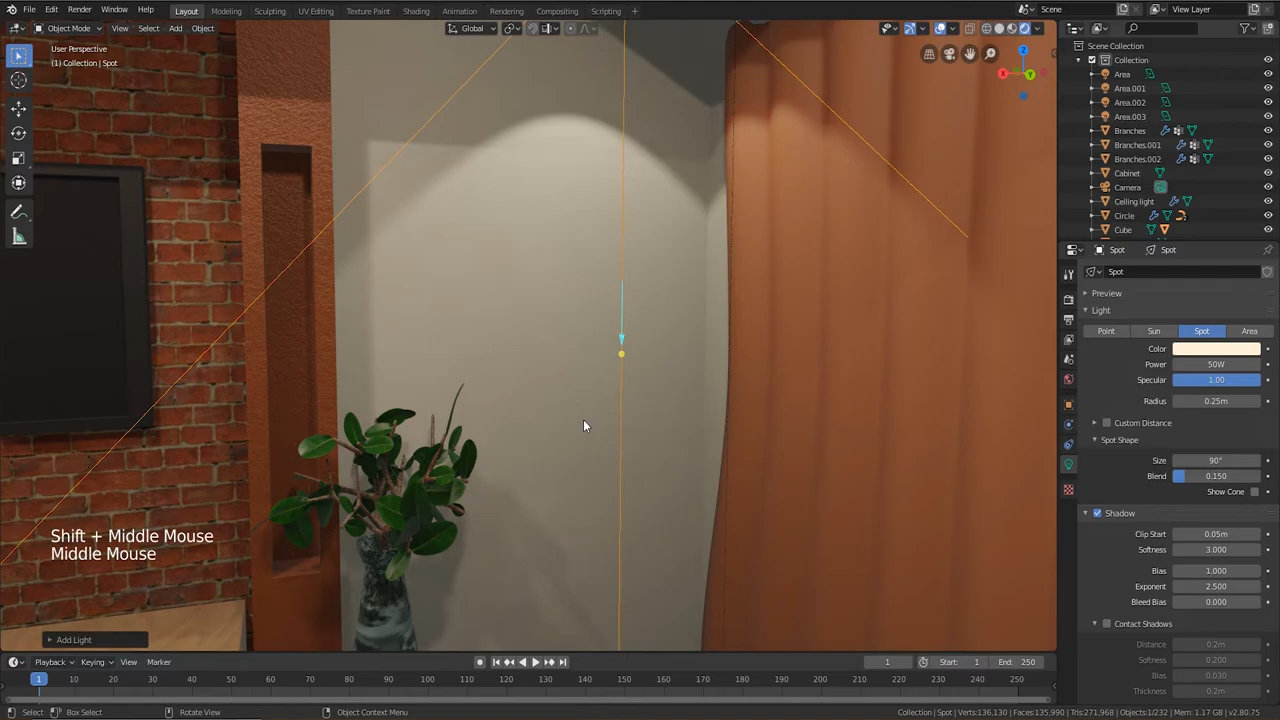 File Edit Render Window Help Layout Modeling Sculpting UV Editing Texture Paint Shading Animation Rendering Compositing Scripting Scene View Layer
Object Mode View Select Add Object Global
User Perspective
(1) Collection | Spot
X Y Z
Scene Collection
Collection
Area
Area.001
Area.002
Area.003
Branches
Branches.001
Branches.002
Cabinet
Camera
Ceiling light
Circle
Cube
Spot Spot
Spot
Preview
Light
Point Sun Spot Area
Color
Power 50W
Specular 1.00
Radius 0.25m
Custom Distance
Spot Shape
Size 90°
Blend 0.150
Show Cone
Shadow
Clip Start 0.05m
Softness 3.000
Bias 1.000
Exponent 2.500
Bleed Bias 0.000
Contact Shadows
Distance 0.2m
Softness 0.200
Bias 0.030
Thickness 0.2m
Shift + Middle Mouse
Middle Mouse
Add Light
Playback Keying View Marker 1 Start: 1 End: 250
1 10 20 30 40 50 60 70 80 90 100 110 120 130 140 150 160 170 180 190 200 210 220 230 240 250
Select Box Select Rotate View Object Context Menu Collection | Spot | Verts:136,130 | Faces:135,990 | Tris:271,968 | Objects:1/232 | Mem: 1.17 GB | v2.80.75